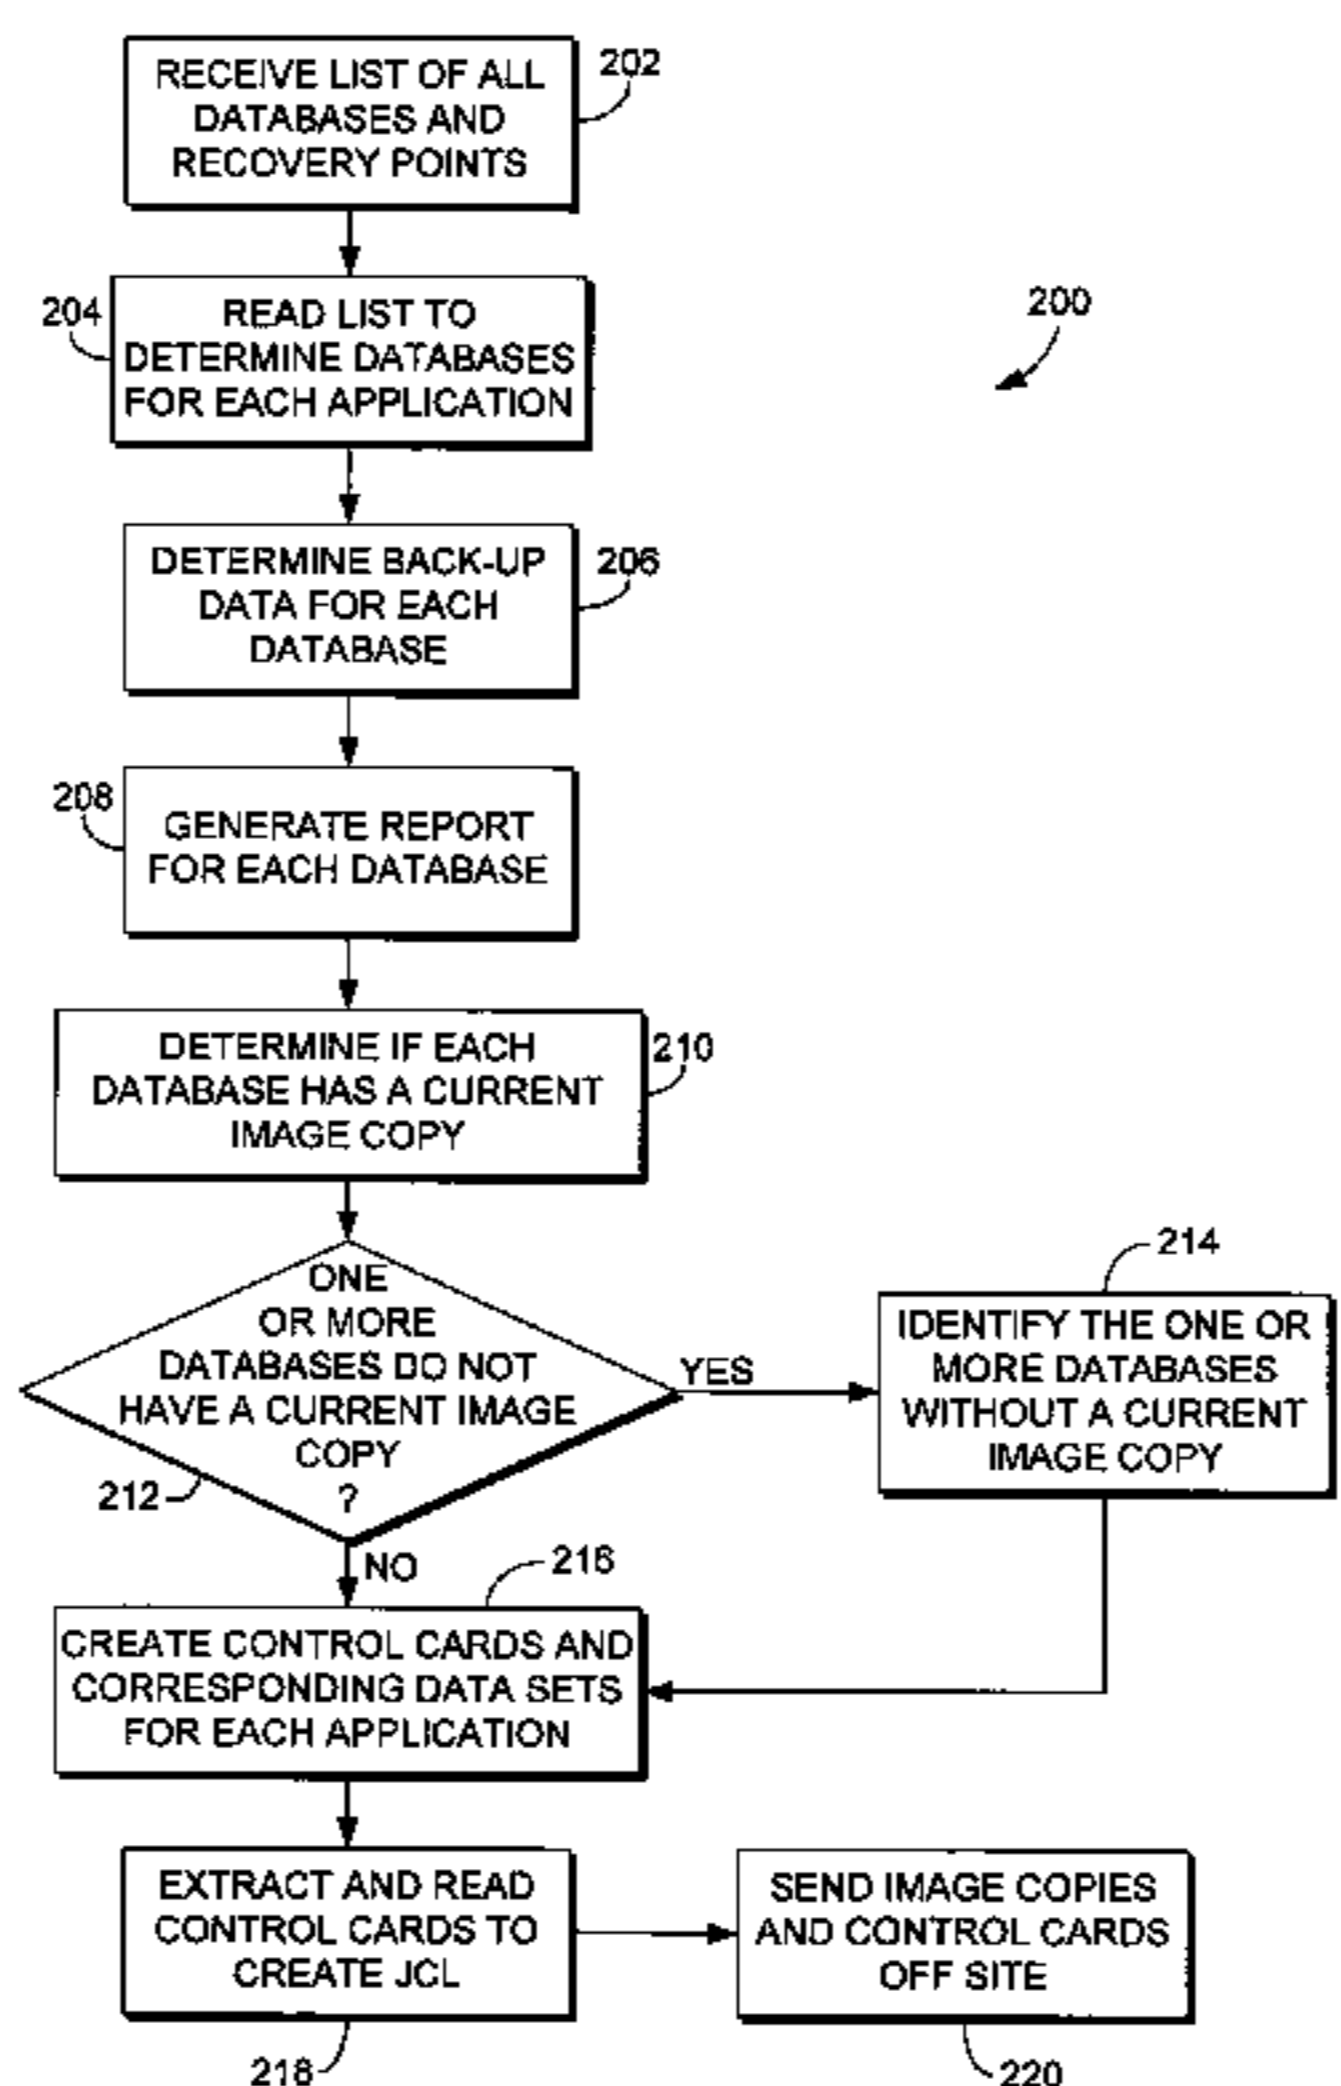 RECEIVE LIST OF ALL
DATABASES AND
RECOVERY POINTS
202
204
READ LIST TO
DETERMINE DATABASES
FOR EACH APPLICATION
200
DETERMINE BACK-UP
DATA FOR EACH
DATABASE
206
208
GENERATE REPORT
FOR EACH DATABASE
DETERMINE IF EACH
DATABASE HAS A CURRENT
IMAGE COPY
210
ONE
OR MORE
DATABASES DO NOT
HAVE A CURRENT IMAGE
COPY
?
212
YES
214
IDENTIFY THE ONE OR
MORE DATABASES
WITHOUT A CURRENT
IMAGE COPY
NO
216
CREATE CONTROL CARDS AND
CORRESPONDING DATA SETS
FOR EACH APPLICATION
EXTRACT AND READ
CONTROL CARDS TO
CREATE JCL
218
SEND IMAGE COPIES
AND CONTROL CARDS
OFF SITE
220